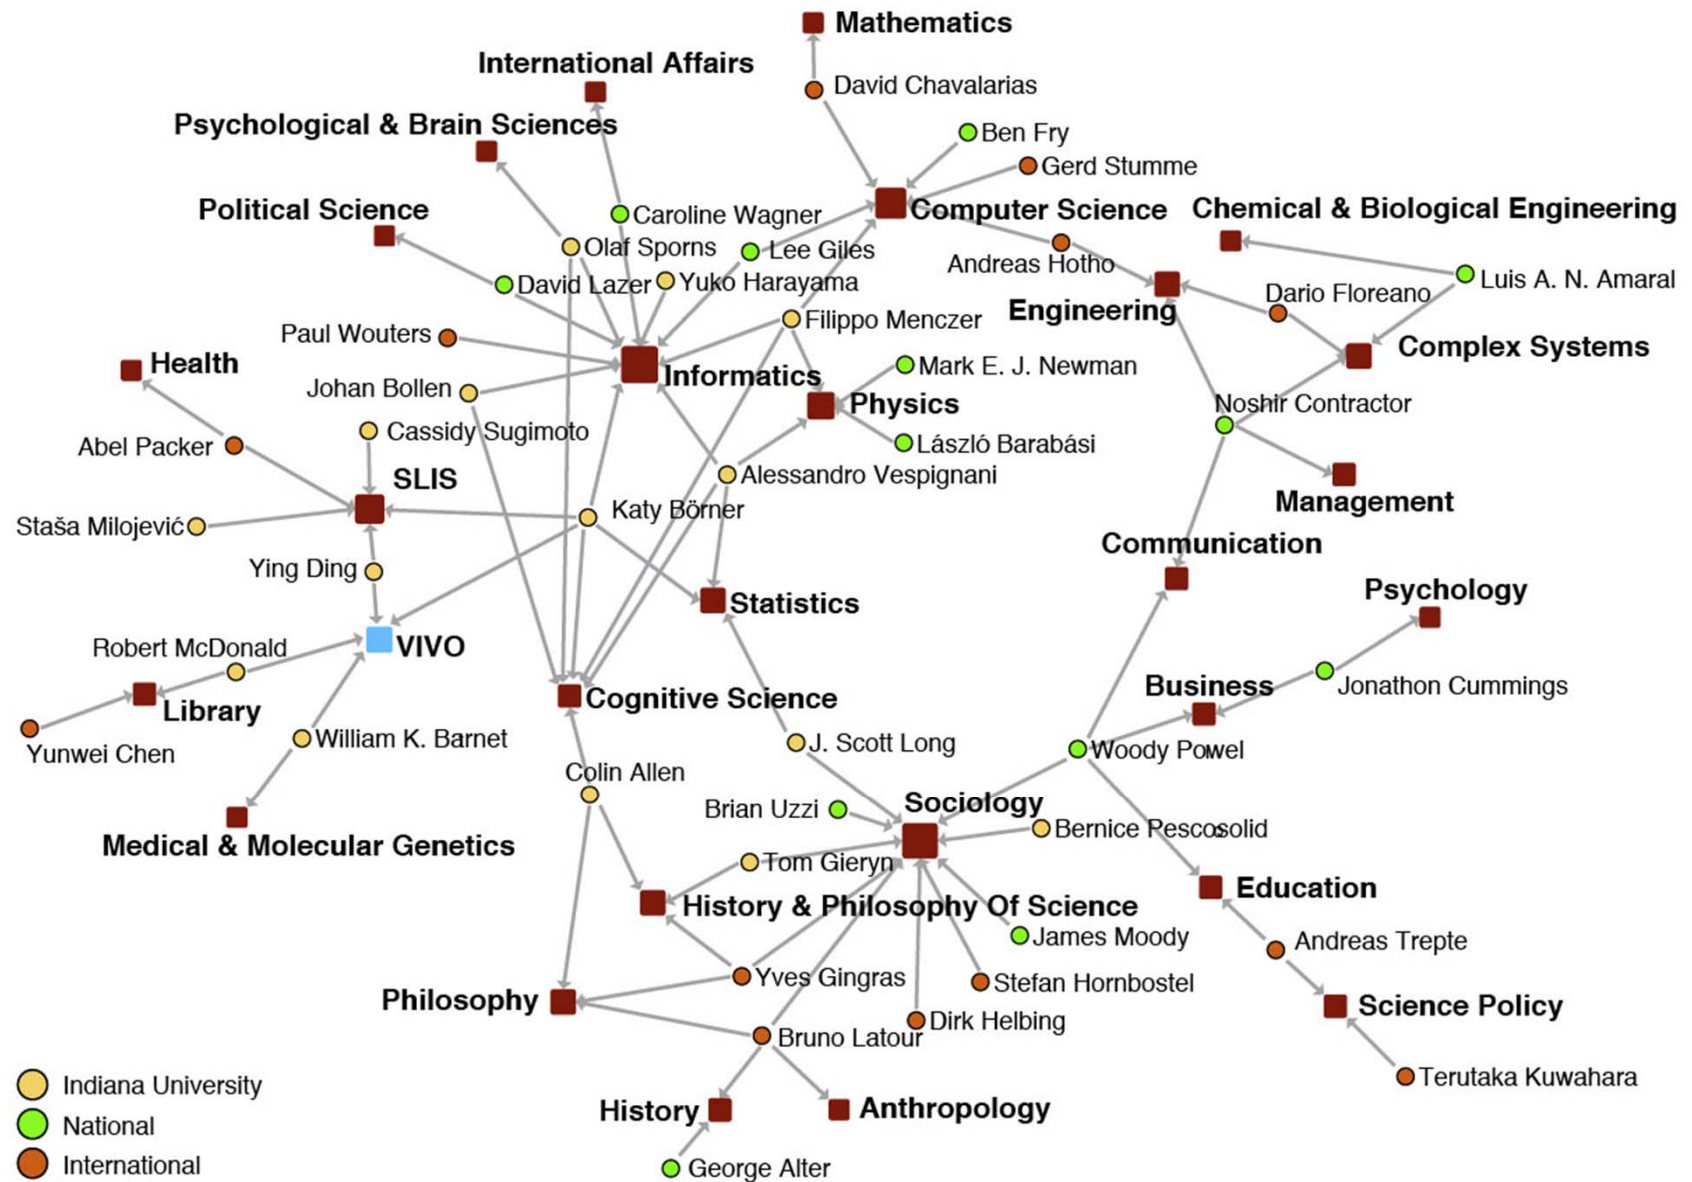 Mathematics
International Affairs
David Chavalarias
Psychological & Brain Sciences
Ben Fry
Gerd Stumme
Political Science
Caroline Wagner
Computer Science
Chemical & Biological Engineering
Olaf Sporns
Lee Giles
Andreas Hotho
David Lazer
Yuko Harayama
Luis A. N. Amaral
Dario Floreano
Engineering
Paul Wouters
Filippo Menczer
Complex Systems
Health
Informatics
Mark E. J. Newman
Johan Bollen
Physics
Noshir Contractor
Abel Packer
Cassidy Sugimoto
László Barabási
SLIS
Alessandro Vespignani
Management
Staša Milojević
Katy Börner
Communication
Ying Ding
Psychology
Statistics
Robert McDonald
VIVO
Business
Jonathon Cummings
Library
Cognitive Science
Yunwei Chen
William K. Barnet
J. Scott Long
Woody Powel
Colin Allen
Brian Uzzi
Sociology
Bernice Pescosolid
Medical & Molecular Genetics
Tom Gieryn
Education
History & Philosophy Of Science
James Moody
Andreas Trepte
Yves Gingras
Stefan Hornbostel
Philosophy
Science Policy
Dirk Helbing
Bruno Latour
Terutaka Kuwahara
Indiana University
History
Anthropology
National
International
George Alter